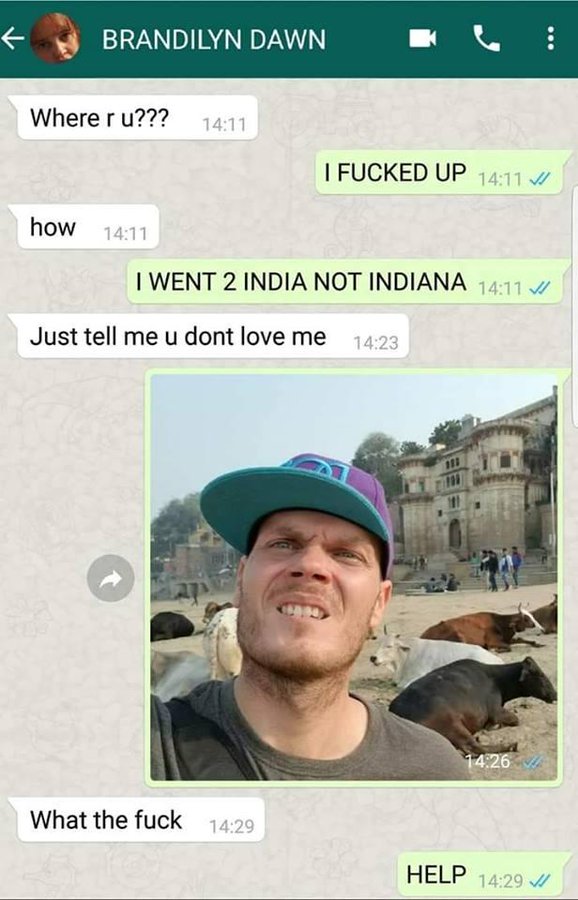 BRANDILYN DAWN
Where r u??? 14:11
I FUCKED UP 14:11
how 14:11
I WENT 2 INDIA NOT INDIANA 14:11
Just tell me u dont love me 14:23
14:26
What the fuck 14:29
HELP 14:29